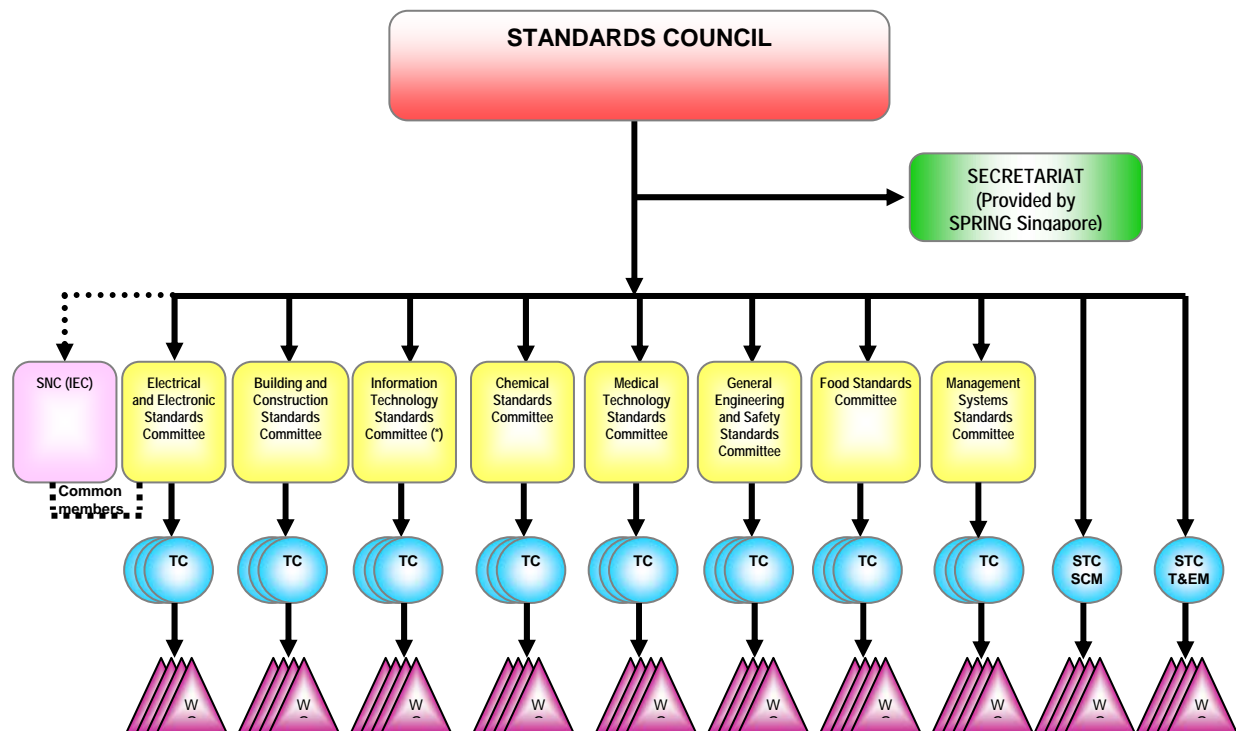 STANDARDS COUNCIL
SECRETARIAT
(Provided by
SPRING Singapore)
SNC (IEC)
Electrical
and Electronic
Standards
Committee
Building and
Construction
Standards
Committee
Information
Technology
Standards
Committee (*)
Chemical
Standards
Committee
Medical
Technology
Standards
Committee
General
Engineering
and Safety
Standards
Committee
Food Standards
Committee
Management
Systems
Standards
Committee
Common
members
TC
TC
TC
TC
TC
TC
TC
TC
STC
SCM
STC
T&EM
W
W
W
W
W
W
W
W
W
W